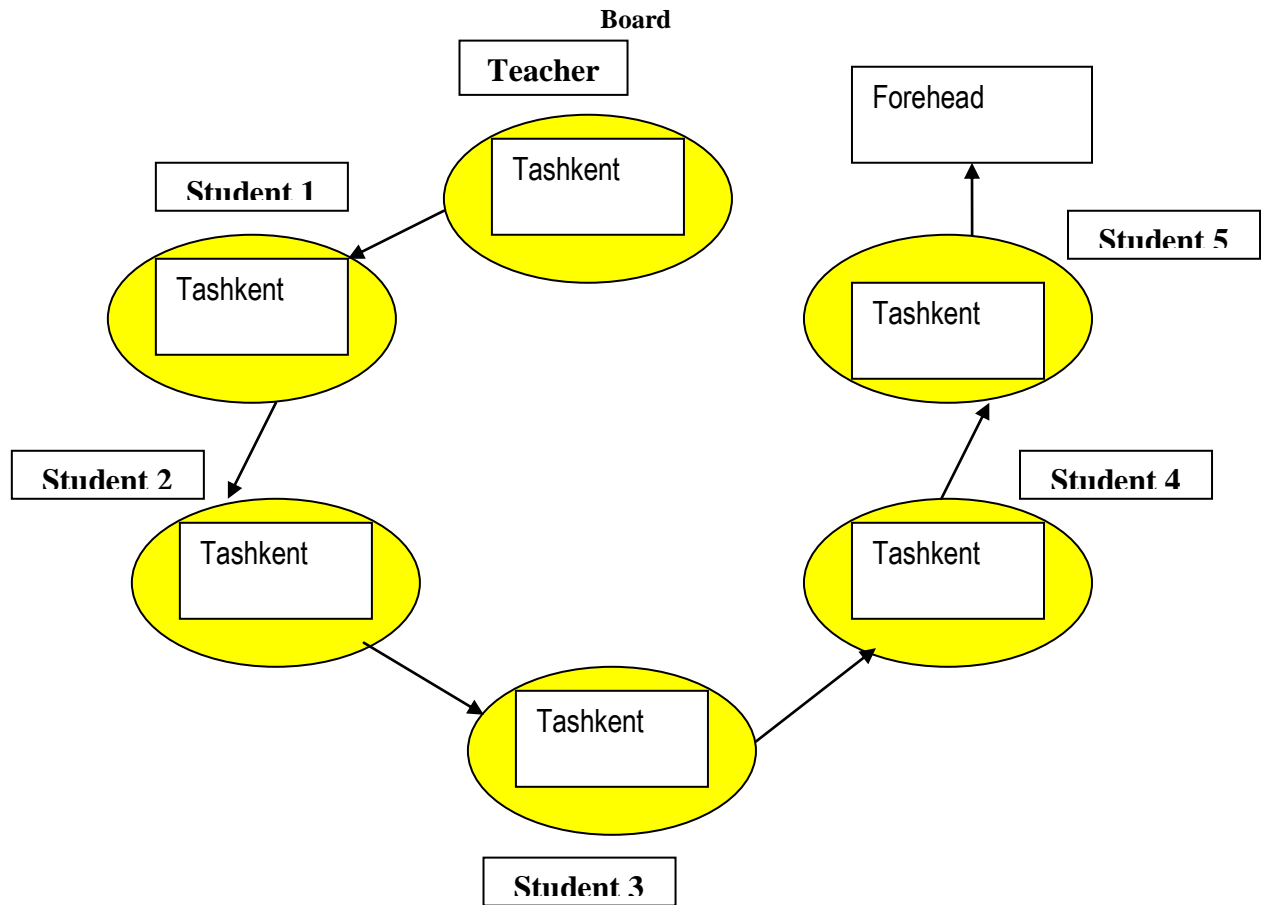 Board
Teacher
Forehead
Tashkent
Student 1
Student 5
Tashkent
Tashkent
Student 2
Student 4
Tashkent
Tashkent
Tashkent
Student 3